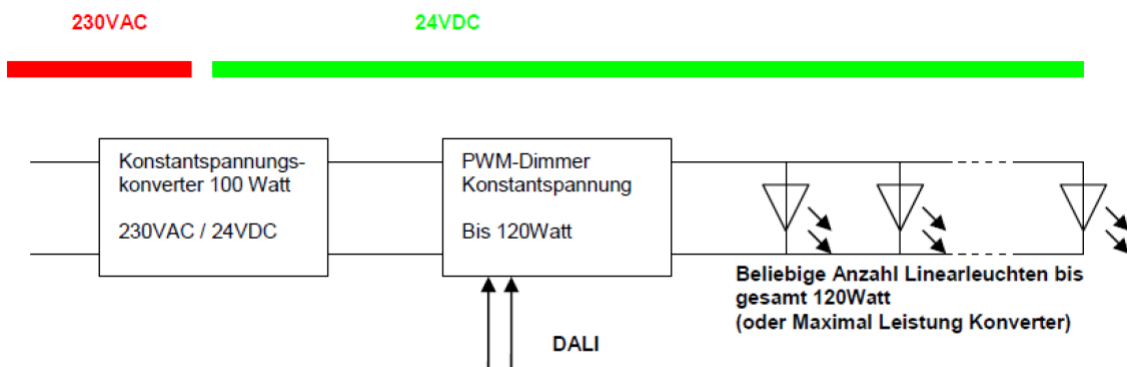 230VAC
24VDC
Konstantspannungs-
konverter 100 Watt
230VAC / 24VDC
PWM-Dimmer
Konstantspannung
Bis 120Watt
Beliebige Anzahl Linearleuchten bis
gesamt 120Watt
(oder Maximal Leistung Konverter)
DALI